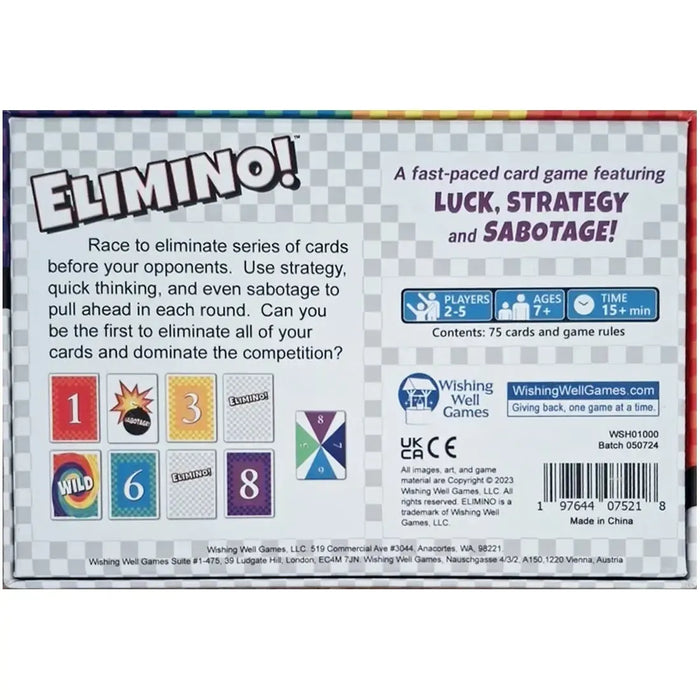 ELIMINO!™
Race to eliminate series of cards
before your opponents. Use strategy,
quick thinking, and even sabotage to
pull ahead in each round. Can you
be the first to eliminate all of your
cards and dominate the competition?
1
SABOTAGE!
3
ELIMINO!
WILD
6
ELIMINO!
8
8
7
6
5
A fast-paced card game featuring
LUCK, STRATEGY
and SABOTAGE!
PLAYERS
2-5
AGES
7+
TIME
15+ min
Contents: 75 cards and game rules
Wishing
Well
Games
WishingWellGames.com
Giving back, one game at a time.
UK
CA CE
All images, art, and game
material are Copyright © 2023
Wishing Well Games, LLC. All
rights reserved. ELIMINO is a
trademark of Wishing Well
Games, LLC.
WSH01000
Batch 050724
1 97644 07521 8
Made in China
Wishing Well Games, LLC. 519 Commercial Ave #3044, Anacortes, WA, 98221
Wishing Well Games Suite #1-475, 39 Ludgate Hill, London, EC4M 7JN. Wishing Well Games, Nauschgasse 4/3/2, A150,1220 Vienna, Austria